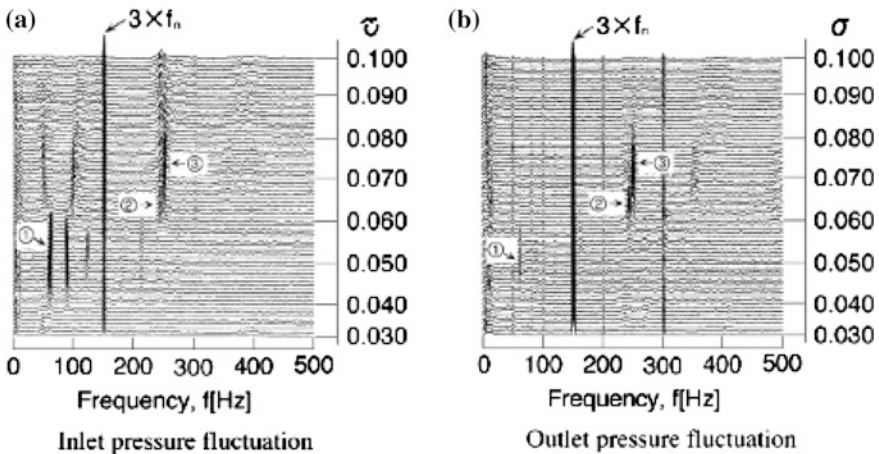 (a)
3×fₙ
σ
0.100
0.090
0.080
③
0.070
②
0.060
①
0.050
0.040
0.030
0 100 200 300 400 500
Frequency, f[Hz]
Inlet pressure fluctuation
(b)
3×fₙ
σ
0.100
0.090
0.080
③
0.070
②
0.060
①
0.050
0.040
0.030
0 100 200 300 400 500
Frequency, f[Hz]
Outlet pressure fluctuation